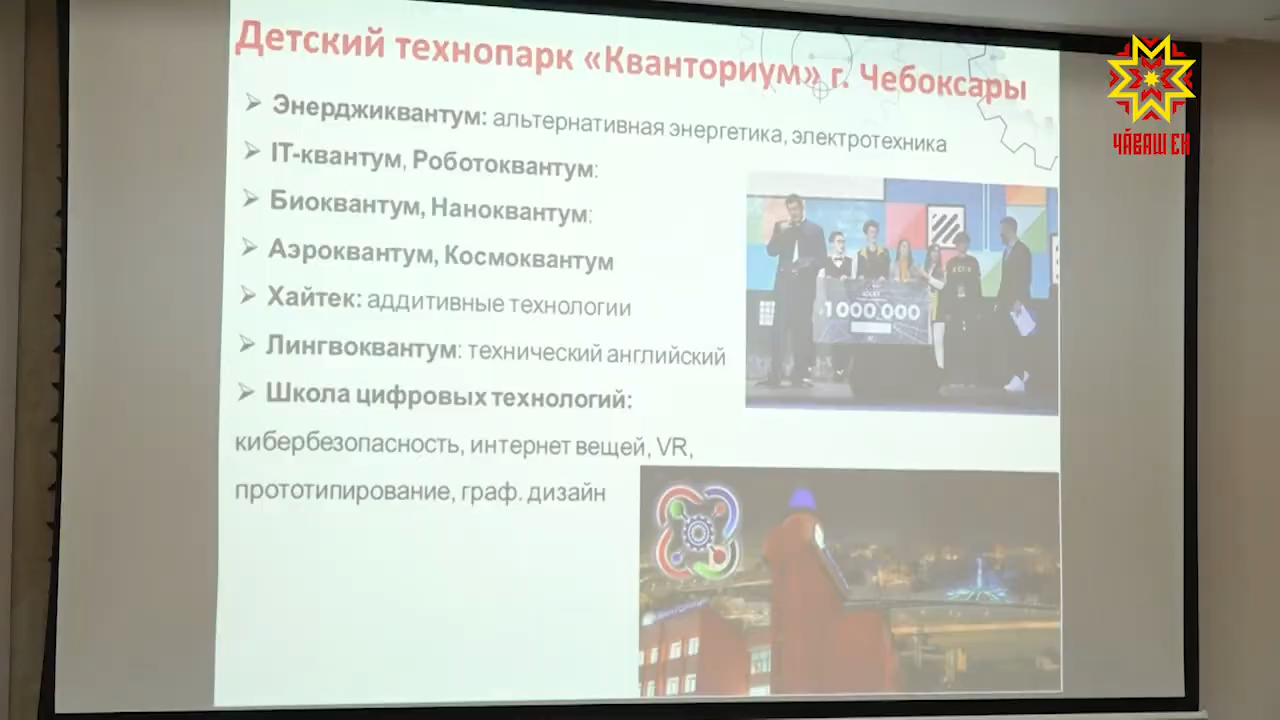 Детский технопарк «Кванториум» г. Чебоксары
Энерджиквантум: альтернативная энергетика, электротехника
IT-квантум, Роботоквантум:
Биоквантум, Наноквантум:
Аэроквантум, Космоквантум
Хайтек: аддитивные технологии
Лингвоквантум: технический английский
Школа цифровых технологий:
кибербезопасность, интернет вещей, VR,
прототипирование, граф. дизайн
1 000 000
ЧӐВАШ ЕН